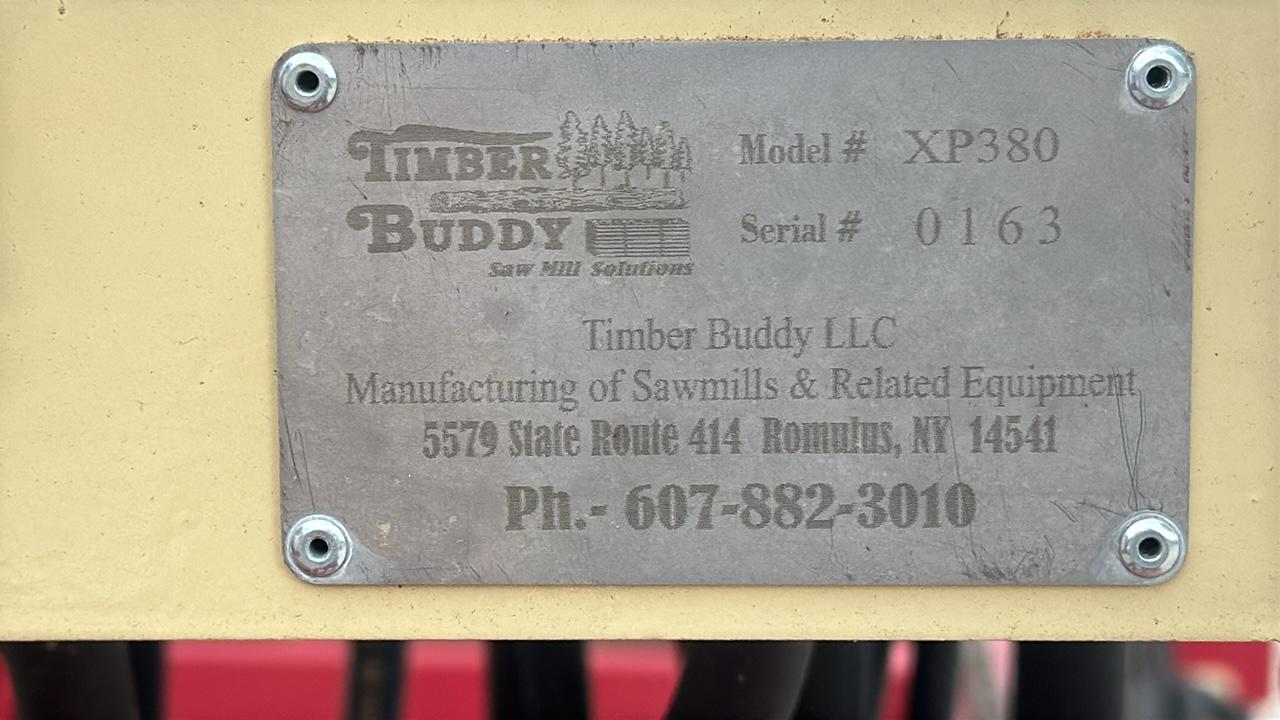 TIMBER
BUDDY
Saw Mill Solutions
Model # XP380
Serial # 0163
Timber Buddy LLC
Manufacturing of Sawmills & Related Equipment
5579 State Route 414 Romulus, NY 14541
Ph.- 607-882-3010